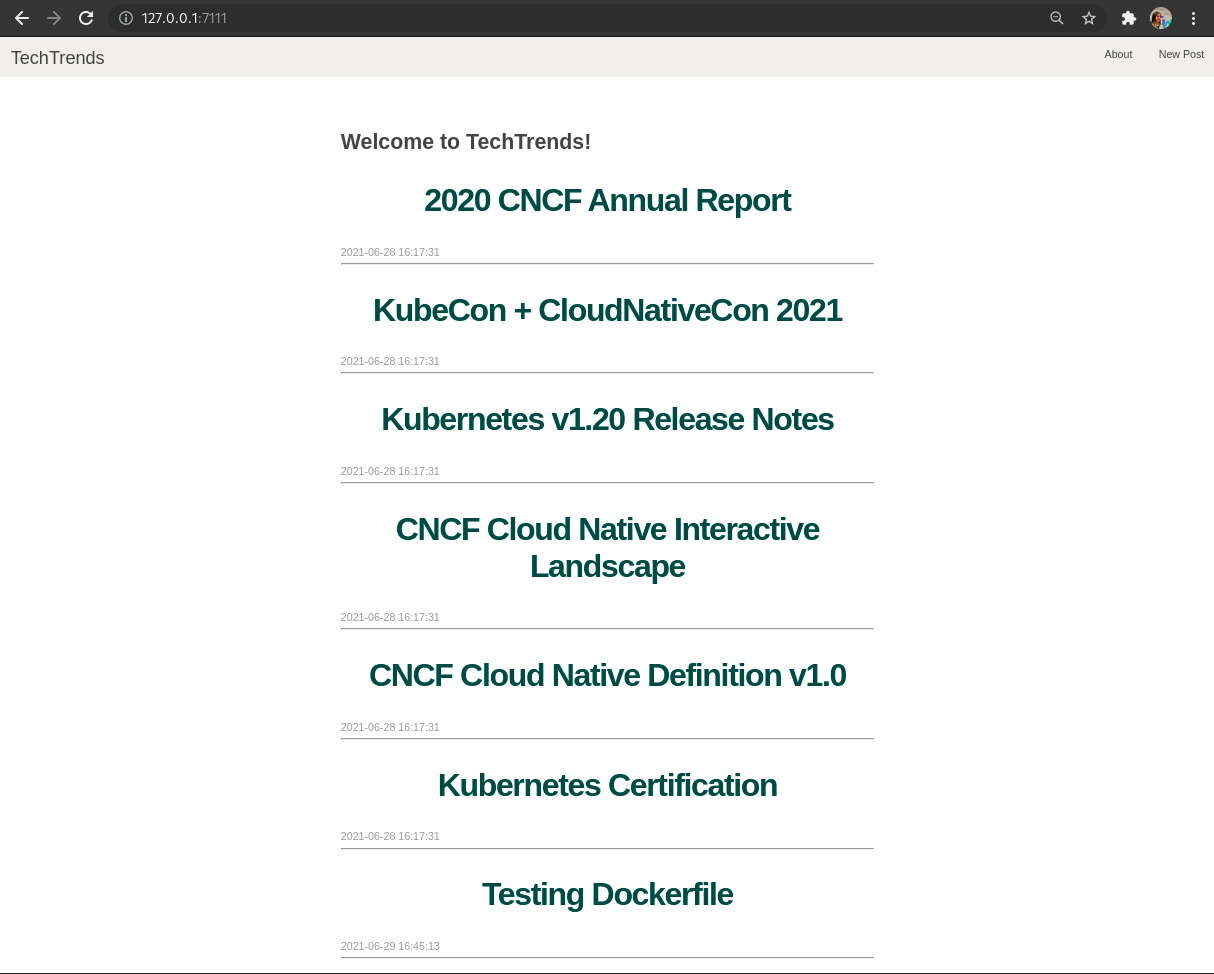 127.0.0.1:7111
TechTrends
About
New Post
Welcome to TechTrends!
2020 CNCF Annual Report
2021-06-28 16:17:31
KubeCon + CloudNativeCon 2021
2021-06-28 16:17:31
Kubernetes v1.20 Release Notes
2021-06-28 16:17:31
CNCF Cloud Native Interactive
Landscape
2021-06-28 16:17:31
CNCF Cloud Native Definition v1.0
2021-06-28 16:17:31
Kubernetes Certification
2021-06-28 16:17:31
Testing Dockerfile
2021-06-29 16:45:13